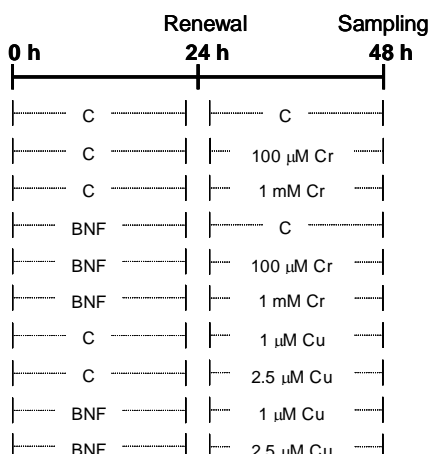 Renewal Sampling
0 h 24 h 48 h
C C
C 100 μM Cr
C 1 mM Cr
BNF C
BNF 100 μM Cr
BNF 1 mM Cr
C 1 μM Cu
C 2.5 μM Cu
BNF 1 μM Cu
BNF 2.5 μM Cu